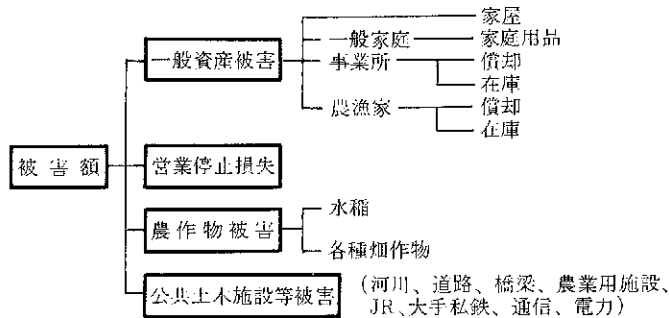 家屋
一般家庭
家庭用品
一般資産被害
事業所
償却
在庫
農漁家
償却
在庫
被害額
営業停止損失
水稲
農作物被害
各種畑作物
公共土木施設等被害
(河川、道路、橋梁、農業用施設、
JR、大手私鉄、通信、電力)